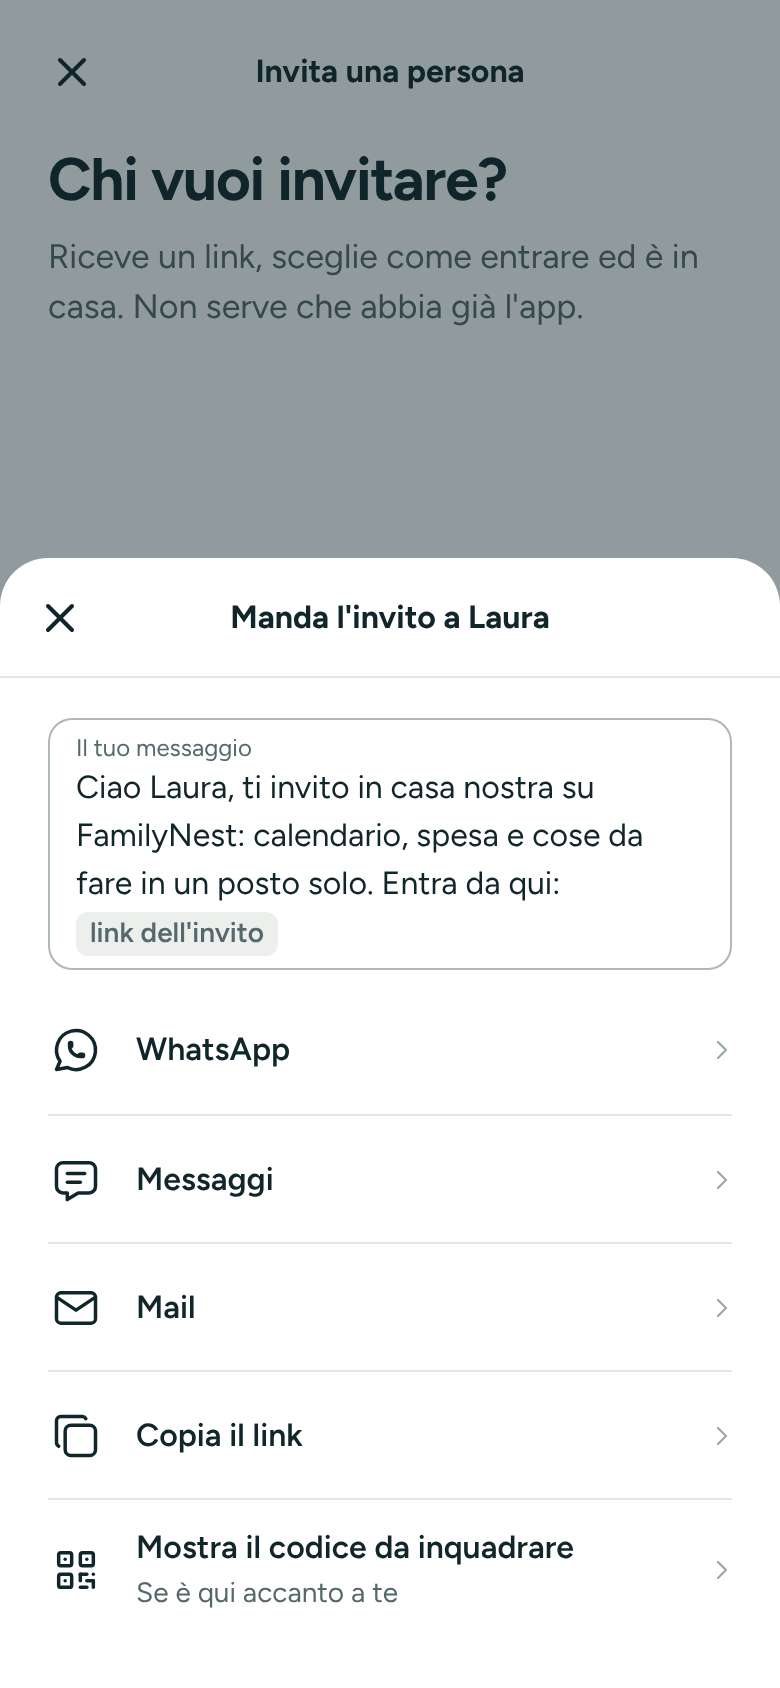 Invita una persona
Chi vuoi invitare?
Riceve un link, sceglie come entrare ed è in
casa. Non serve che abbia già l'app.
Manda l'invito a Laura
Il tuo messaggio
Ciao Laura, ti invito in casa nostra su
FamilyNest: calendario, spesa e cose da
fare in un posto solo. Entra da qui:
link dell'invito
WhatsApp
Messaggi
Mail
Copia il link
Mostra il codice da inquadrare
Se è qui accanto a te